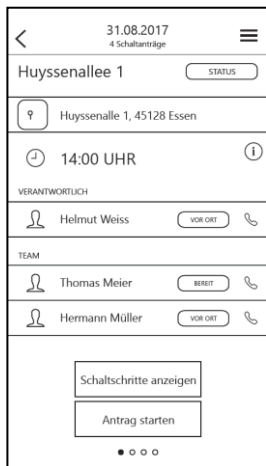 31.08.2017
4 Schaltanträge
Huyssenallee 1
STATUS
Huyssenalle 1, 45128 Essen
14:00 UHR
VERANTWORTLICH
Helmut Weiss
VOR ORT
TEAM
Thomas Meier
BEREIT
Hermann Müller
VOR ORT
Schaltschritte anzeigen
Antrag starten